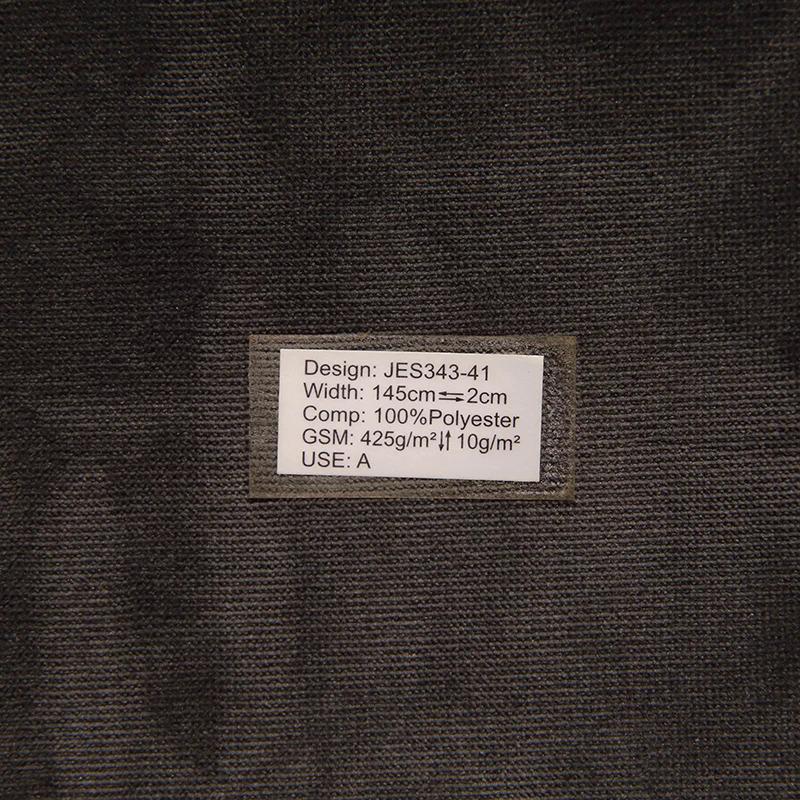 Design: JES343-41
Width: 145cm⇋2cm
Comp: 100%Polyester
GSM: 425g/m²⇃↾10g/m²
USE: A